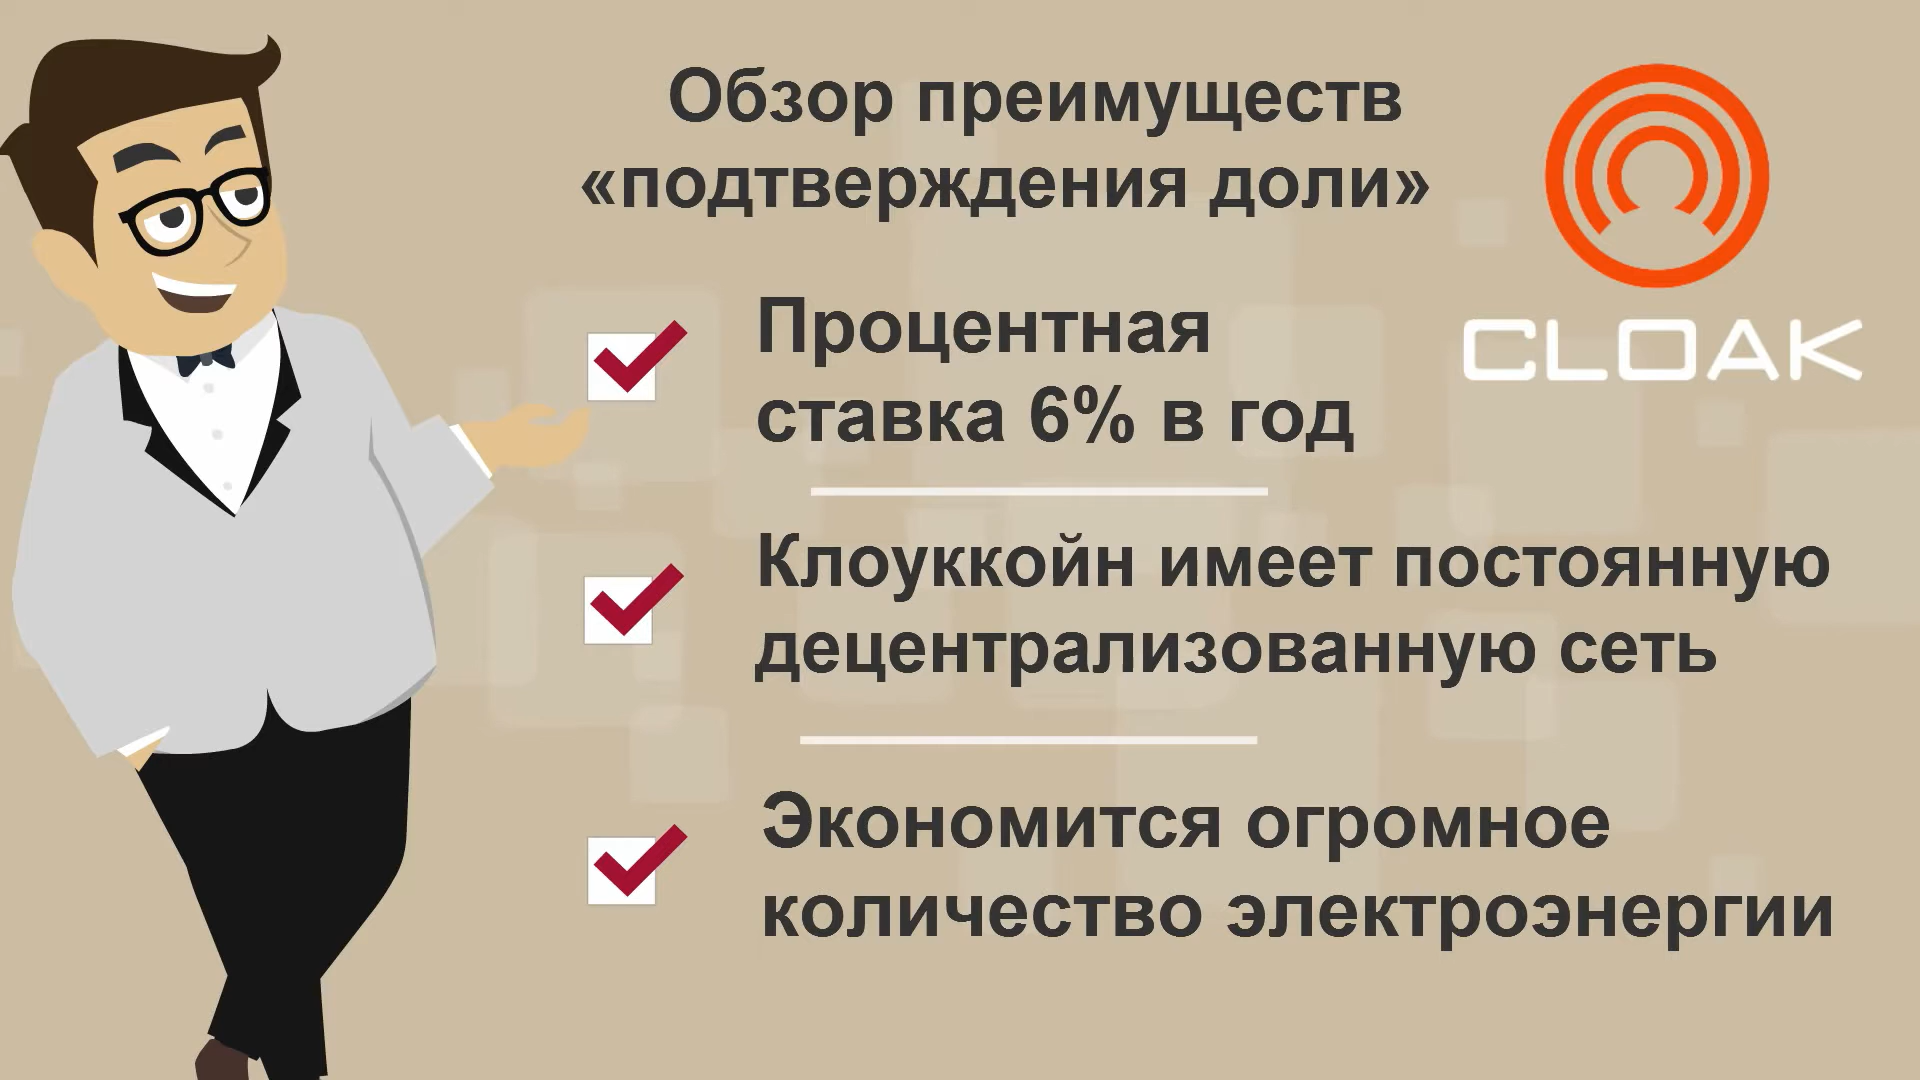 Обзор преимуществ
«подтверждения доли»
CLOAK
Процентная
ставка 6% в год
Клоуккойн имеет постоянную
децентрализованную сеть
Экономится огромное
количество электроэнергии